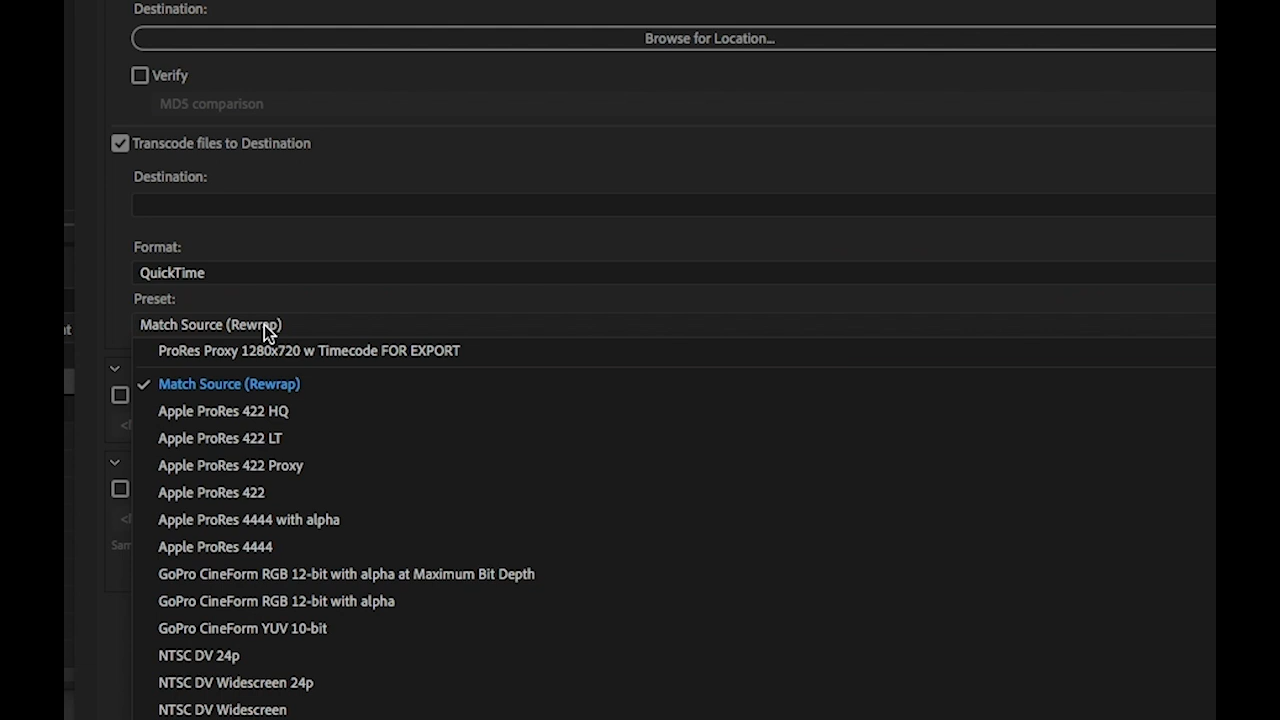 Destination:
Browse for Location...
Verify
MD5 comparison
Transcode files to Destination
Destination:
Format:
QuickTime
Preset:
Match Source (Rewrap)
ProRes Proxy 1280x720 w Timecode FOR EXPORT
Match Source (Rewrap)
Apple ProRes 422 HQ
Apple ProRes 422 LT
Apple ProRes 422 Proxy
Apple ProRes 422
Apple ProRes 4444 with alpha
Apple ProRes 4444
GoPro CineForm RGB 12-bit with alpha at Maximum Bit Depth
GoPro CineForm RGB 12-bit with alpha
GoPro CineForm YUV 10-bit
NTSC DV 24p
NTSC DV Widescreen 24p
NTSC DV Widescreen